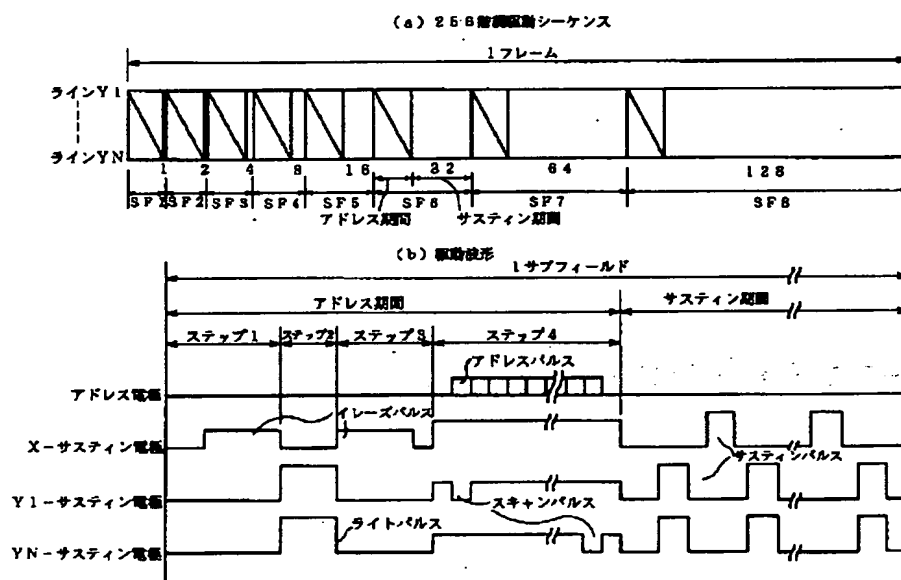 (a) 256階調駆動シーケンス
1フレーム
ラインY1
ラインYN
1 2 4 8 16 32 64 128
SF1 SF2 SF3 SF4 SF5 SF6 SF7 SF8
アドレス期間 サスティン期間
(b) 駆動波形
1サブフィールド
アドレス期間 サスティン期間
ステップ1 ステップ2 ステップ3 ステップ4
アドレスパルス
アドレス電極
イレーズパルス
X-サスティン電極
サスティンパルス
Y1-サスティン電極
スキャンパルス
ライトパルス
YN-サスティン電極